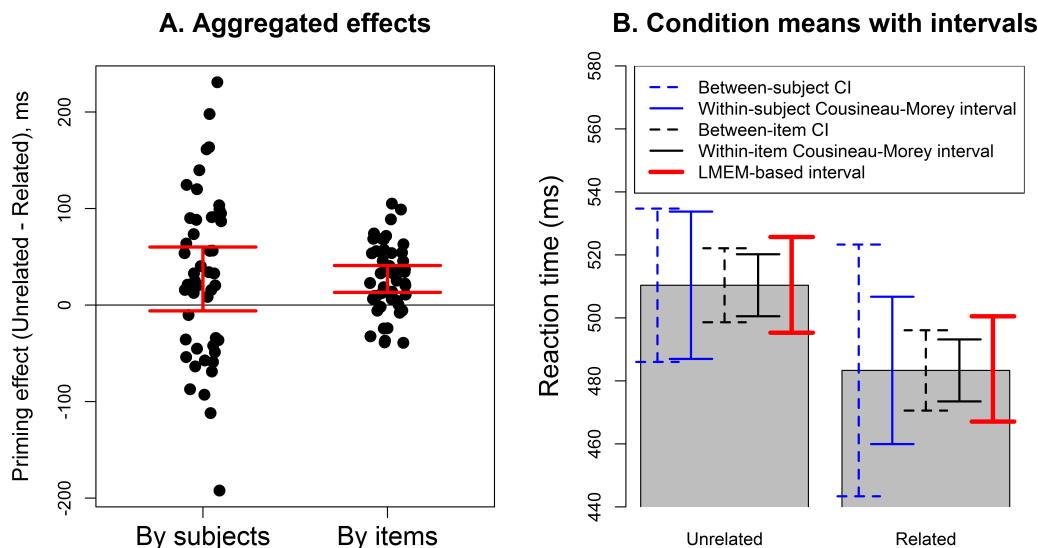 A. Aggregated effects
Priming effect (Unrelated - Related), ms
200
100
0
-100
-200
By subjects
By items
B. Condition means with intervals
Reaction time (ms)
580
560
540
520
500
480
460
440
Between-subject CI
Within-subject Cousineau-Morey interval
Between-item CI
Within-item Cousineau-Morey interval
LMEM-based interval
Unrelated
Related